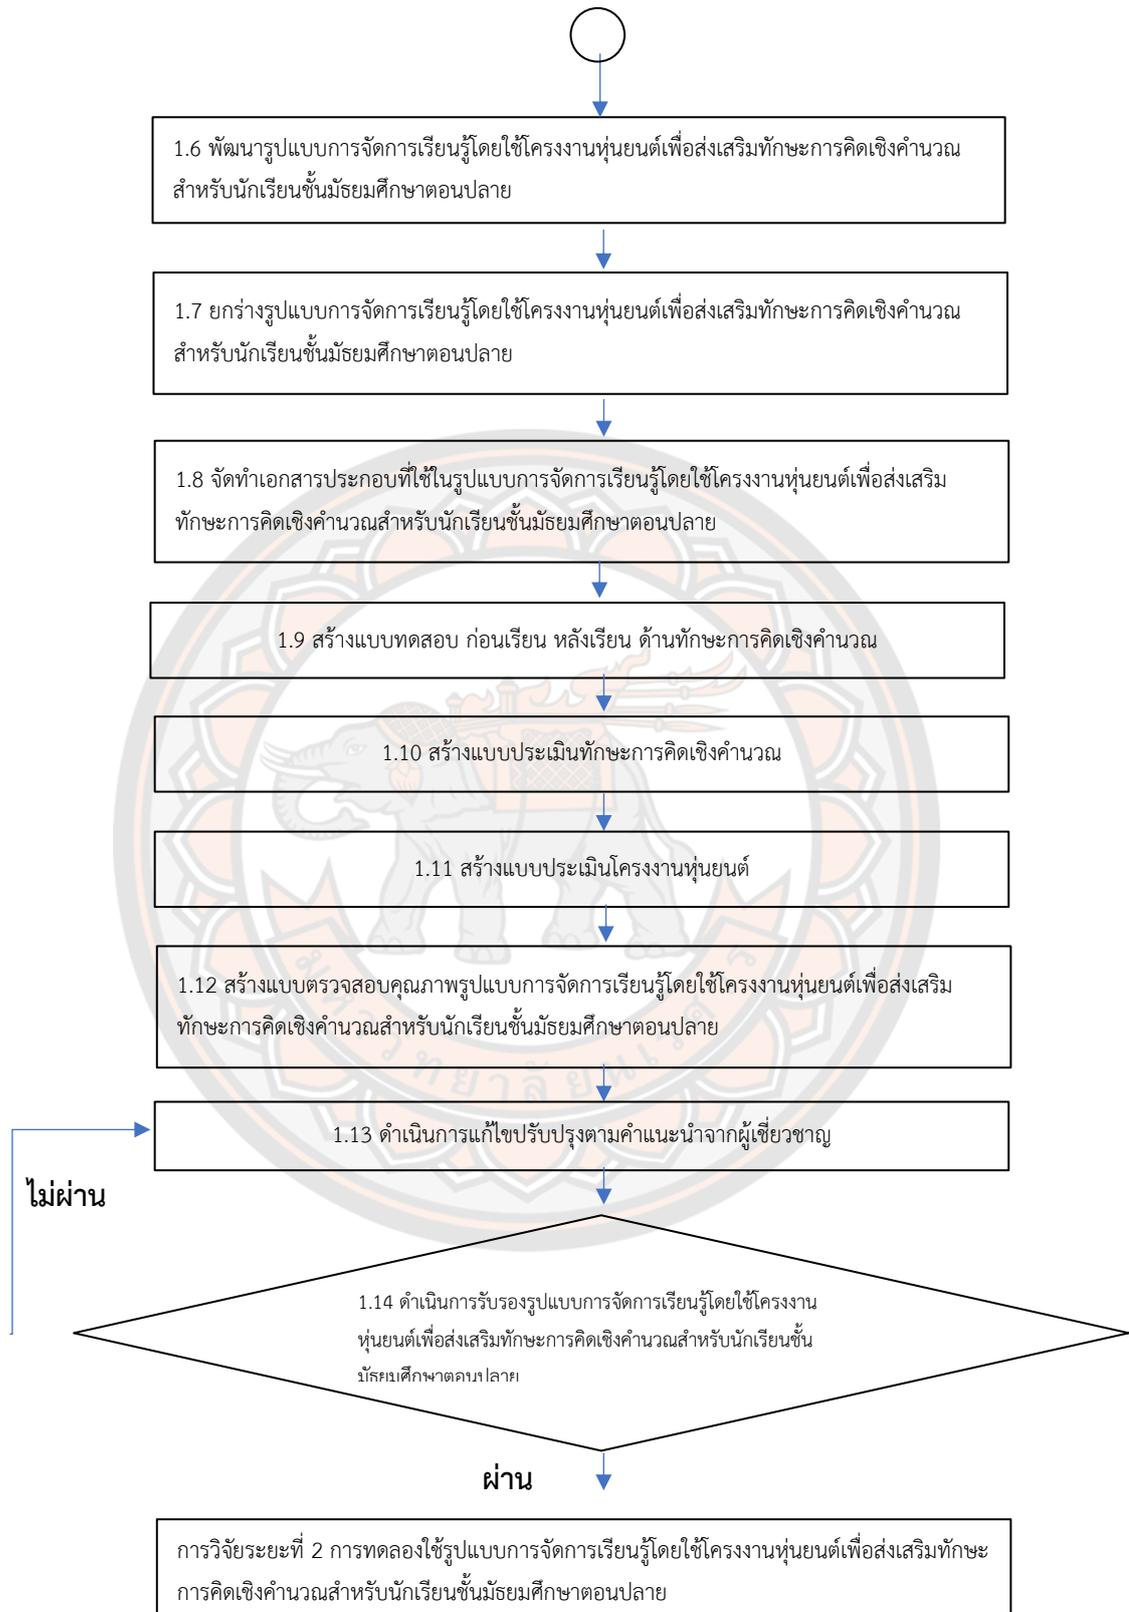 1.6 พัฒนารูปแบบการจัดการเรียนรู้โดยใช้โครงงานหุ่นยนต์เพื่อส่งเสริมทักษะการคิดเชิงคำนวณ
สำหรับนักเรียนชั้นมัธยมศึกษาตอนปลาย
1.7 ยกร่างรูปแบบการจัดการเรียนรู้โดยใช้โครงงานหุ่นยนต์เพื่อส่งเสริมทักษะการคิดเชิงคำนวณ
สำหรับนักเรียนชั้นมัธยมศึกษาตอนปลาย
1.8 จัดทำเอกสารประกอบที่ใช้ในรูปแบบการจัดการเรียนรู้โดยใช้โครงงานหุ่นยนต์เพื่อส่งเสริม
ทักษะการคิดเชิงคำนวณสำหรับนักเรียนชั้นมัธยมศึกษาตอนปลาย
1.9 สร้างแบบทดสอบ ก่อนเรียน หลังเรียน ด้านทักษะการคิดเชิงคำนวณ
1.10 สร้างแบบประเมินทักษะการคิดเชิงคำนวณ
1.11 สร้างแบบประเมินโครงงานหุ่นยนต์
1.12 สร้างแบบตรวจสอบคุณภาพรูปแบบการจัดการเรียนรู้โดยใช้โครงงานหุ่นยนต์เพื่อส่งเสริม
ทักษะการคิดเชิงคำนวณสำหรับนักเรียนชั้นมัธยมศึกษาตอนปลาย
มหาวิทยาลัยนเรศวร
1.13 ดำเนินการแก้ไขปรับปรุงตามคำแนะนำจากผู้เชี่ยวชาญ
ไม่ผ่าน
1.14 ดำเนินการรับรองรูปแบบการจัดการเรียนรู้โดยใช้โครงงาน
หุ่นยนต์เพื่อส่งเสริมทักษะการคิดเชิงคำนวณสำหรับนักเรียนชั้น
มัธยมศึกษาตอนปลาย
ผ่าน
การวิจัยระยะที่ 2 การทดลองใช้รูปแบบการจัดการเรียนรู้โดยใช้โครงงานหุ่นยนต์เพื่อส่งเสริมทักษะ
การคิดเชิงคำนวณสำหรับนักเรียนชั้นมัธยมศึกษาตอนปลาย